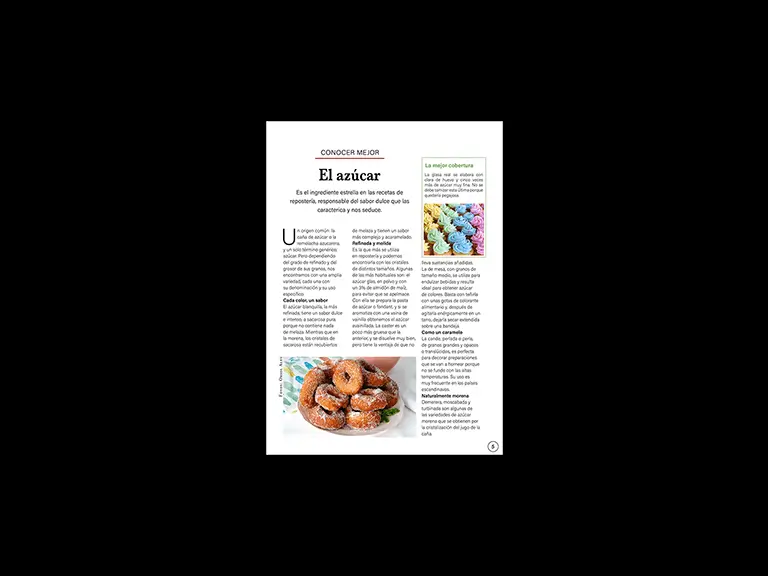 CONOCER MEJOR
El azúcar
Es el ingrediente estrella en las recetas de
repostería, responsable del sabor dulce que las
caracterica y nos seduce.
Un origen común: la
caña de azúcar o la
remolacha azucarera,
y un solo término genérico:
azúcar. Pero dependiendo
del grado de refinado y del
grosor de sus granos, nos
encontramos con una amplia
variedad, cada una con
su denominación y su uso
específico.
Cada color, un sabor
El azúcar blanquilla, la más
refinada, tiene un sabor dulce
e intenso, a sacarosa pura,
porque no contiene nada
de melaza. Mientras que en
la morena, los cristales de
sacarosa están recubiertos
de melaza y tienen un sabor
más complejo y acaramelado.
Refinada y molida
Es la que más se utiliza
en repostería y podemos
encontrarla con los cristales
de distintos tamaños. Algunas
de las más habituales son: el
azúcar glas, en polvo y con
un 3% de almidón de maíz,
para evitar que se apelmace.
Con ella se prepara la pasta
de azúcar o fondant, y si se
aromatiza con una vaina de
vainilla obtenemos el azúcar
avainillada. La caster es un
poco más gruesa que la
anterior, y se disuelve muy bien,
pero tiene la ventaja de que no
La mejor cobertura
La glasa real se elabora con
clara de huevo y cinco veces
más de azúcar muy fina. No se
debe tamizar esta última porque
quedaría pegajosa.
lleva sustancias añadidas.
La de mesa, con granos de
tamaño medio, se utiliza para
endulzar bebidas y resulta
ideal para obtener azúcar
de colores. Basta con teñirla
con unas gotas de colorante
alimentario y, después de
agitarla enérgicamente en un
tarro, dejarla secar extendida
sobre una bandeja.
Como un caramelo
La candé, perlada o perla,
de granos grandes y opacos
o translúcidos, es perfecta
para decorar preparaciones
que se van a hornear porque
no se funde con las altas
temperaturas. Su uso es
muy frecuente en los países
escandinavos.
Naturalmente morena
Demerara, moscabada y
turbinada son algunas de
las variedades de azúcar
morena que se obtienen por
la cristalización del jugo de la
caña.
5